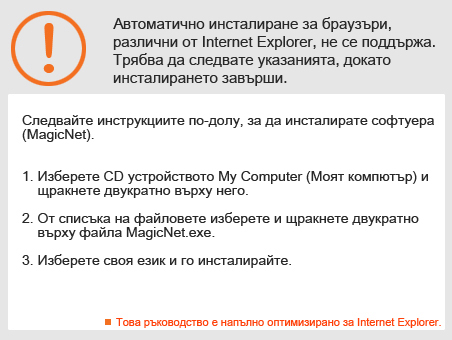 Автоматично инсталиране за браузъри,
различни от Internet Explorer, не се поддържа.
Трябва да следвате указанията, докато
инсталирането завърши.
Следвайте инструкциите по-долу, за да инсталирате софтуера
(MagicNet).
1. Изберете CD устройството My Computer (Моят компютър) и
щракнете двукратно върху него.
2. От списъка на файловете изберете и щракнете двукратно
върху файла MagicNet.exe.
3. Изберете своя език и го инсталирайте.
Това ръководство е напълно оптимизирано за Internet Explorer.